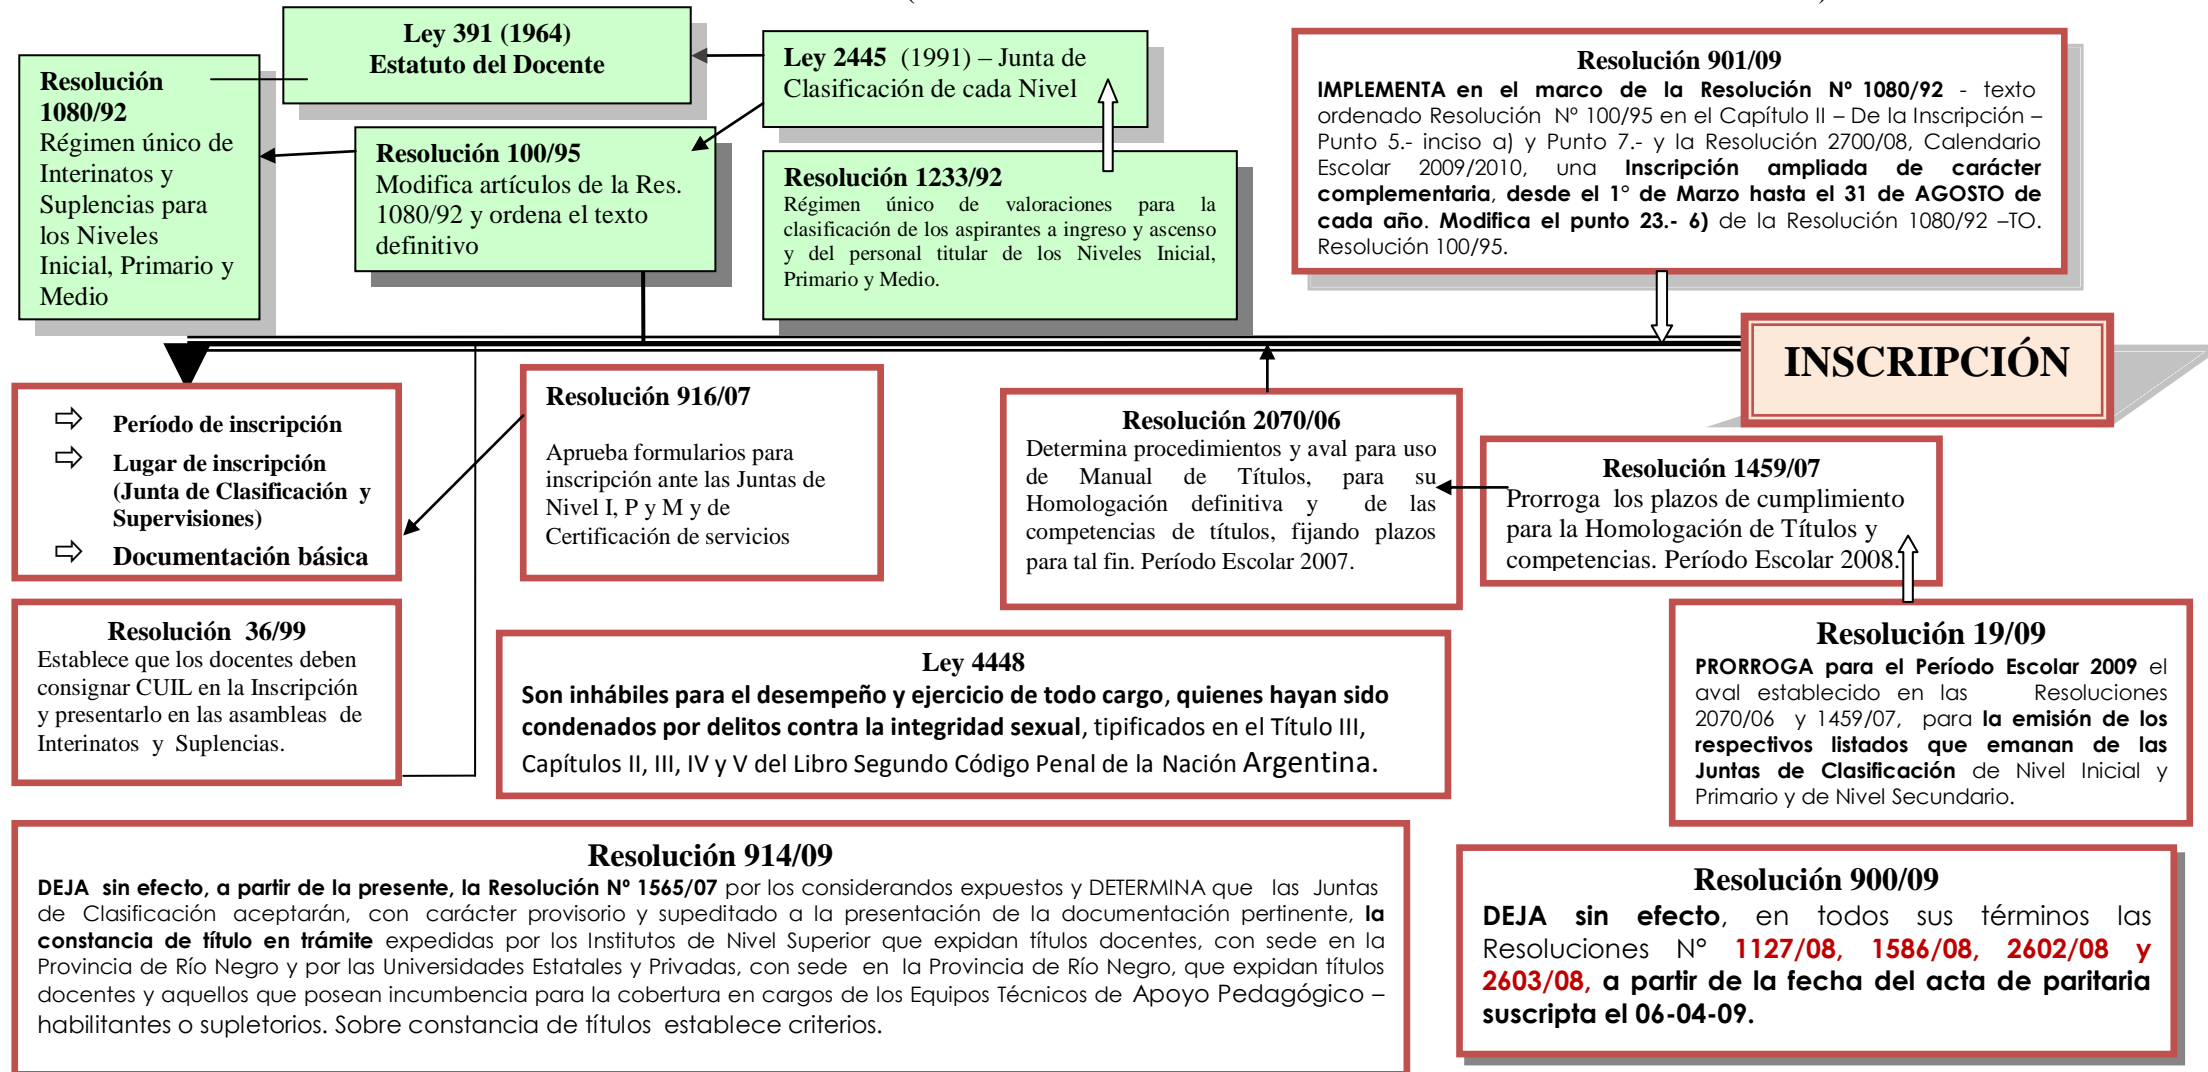 Ley 391 (1964)
Estatuto del Docente
Resolución
1080/92
Régimen único de
Interinatos y
Suplencias para
los Niveles
Inicial, Primario y
Medio
Ley 2445 (1991) – Junta de
Clasificación de cada Nivel
Resolución 100/95
Modifica artículos de la Res.
1080/92 y ordena el texto
definitivo
Resolución 1233/92
Régimen único de valoraciones para la
clasificación de los aspirantes a ingreso y ascenso
y del personal titular de los Niveles Inicial,
Primario y Medio.
Resolución 901/09
IMPLEMENTA en el marco de la Resolución Nº 1080/92 - texto
ordenado Resolución Nº 100/95 en el Capítulo II – De la Inscripción –
Punto 5.- inciso a) y Punto 7.- y la Resolución 2700/08, Calendario
Escolar 2009/2010, una Inscripción ampliada de carácter
complementaria, desde el 1° de Marzo hasta el 31 de AGOSTO de
cada año. Modifica el punto 23.- 6) de la Resolución 1080/92 –TO.
Resolución 100/95.
INSCRIPCIÓN
Período de inscripción
Lugar de inscripción
(Junta de Clasificación y
Supervisiones)
Documentación básica
Resolución 916/07
Aprueba formularios para
inscripción ante las Juntas de
Nivel I, P y M y de
Certificación de servicios
Resolución 2070/06
Determina procedimientos y aval para uso
de Manual de Títulos, para su
Homologación definitiva y de las
competencias de títulos, fijando plazos
para tal fin. Período Escolar 2007.
Resolución 1459/07
Prorroga los plazos de cumplimiento
para la Homologación de Títulos y
competencias. Período Escolar 2008.
Resolución 36/99
Establece que los docentes deben
consignar CUIL en la Inscripción
y presentarlo en las asambleas de
Interinatos y Suplencias.
Ley 4448
Son inhábiles para el desempeño y ejercicio de todo cargo, quienes hayan sido
condenados por delitos contra la integridad sexual, tipificados en el Título III,
Capítulos II, III, IV y V del Libro Segundo Código Penal de la Nación Argentina.
Resolución 19/09
PRORROGA para el Período Escolar 2009 el
aval establecido en las Resoluciones
2070/06 y 1459/07, para la emisión de los
respectivos listados que emanan de las
Juntas de Clasificación de Nivel Inicial y
Primario y de Nivel Secundario.
Resolución 914/09
DEJA sin efecto, a partir de la presente, la Resolución Nº 1565/07 por los considerandos expuestos y DETERMINA que las Juntas
de Clasificación aceptarán, con carácter provisorio y supeditado a la presentación de la documentación pertinente, la
constancia de título en trámite expedidas por los Institutos de Nivel Superior que expidan títulos docentes, con sede en la
Provincia de Río Negro y por las Universidades Estatales y Privadas, con sede en la Provincia de Río Negro, que expidan títulos
docentes y aquellos que posean incumbencia para la cobertura en cargos de los Equipos Técnicos de Apoyo Pedagógico –
habilitantes o supletorios. Sobre constancia de títulos establece criterios.
Resolución 900/09
DEJA sin efecto, en todos sus términos las
Resoluciones N° 1127/08, 1586/08, 2602/08 y
2603/08, a partir de la fecha del acta de paritaria
suscripta el 06-04-09.